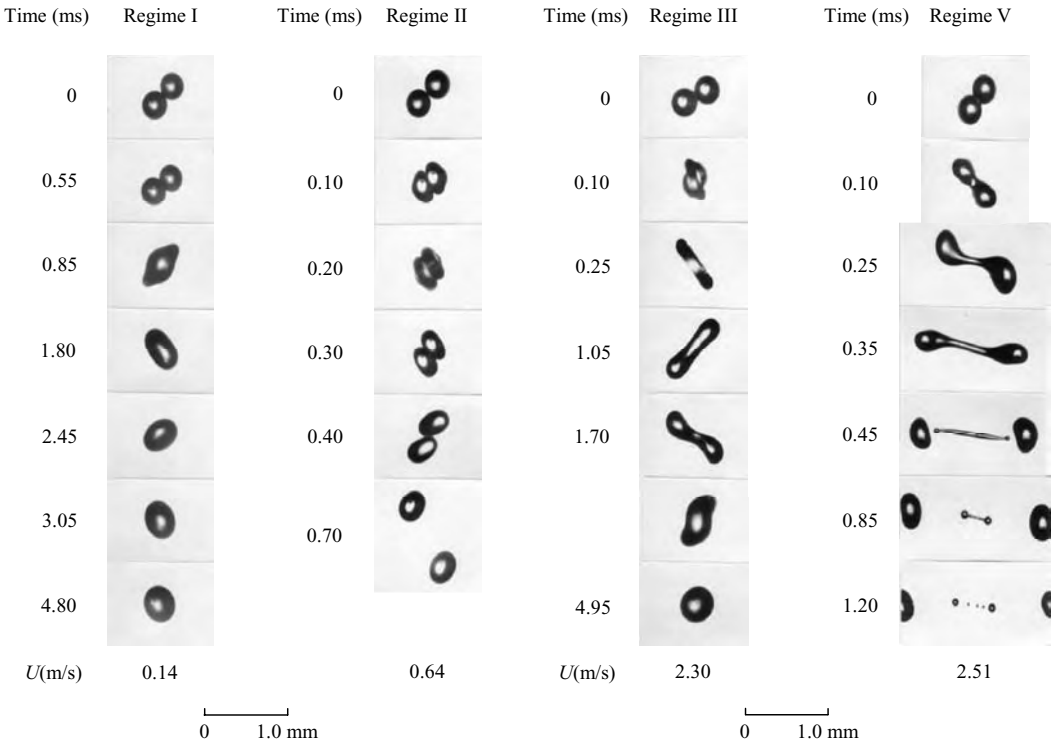 Time (ms) Regime I Time (ms) Regime II Time (ms) Regime III Time (ms) Regime V
0 0 0 0
0.55 0.10 0.10 0.10
0.85 0.20 0.25 0.25
1.80 0.30 1.05 0.35
2.45 0.40 1.70 0.45
3.05 0.70 0.85
4.80 4.95 1.20
U(m/s) 0.14 0.64 U(m/s) 2.30 2.51
0 1.0 mm 0 1.0 mm